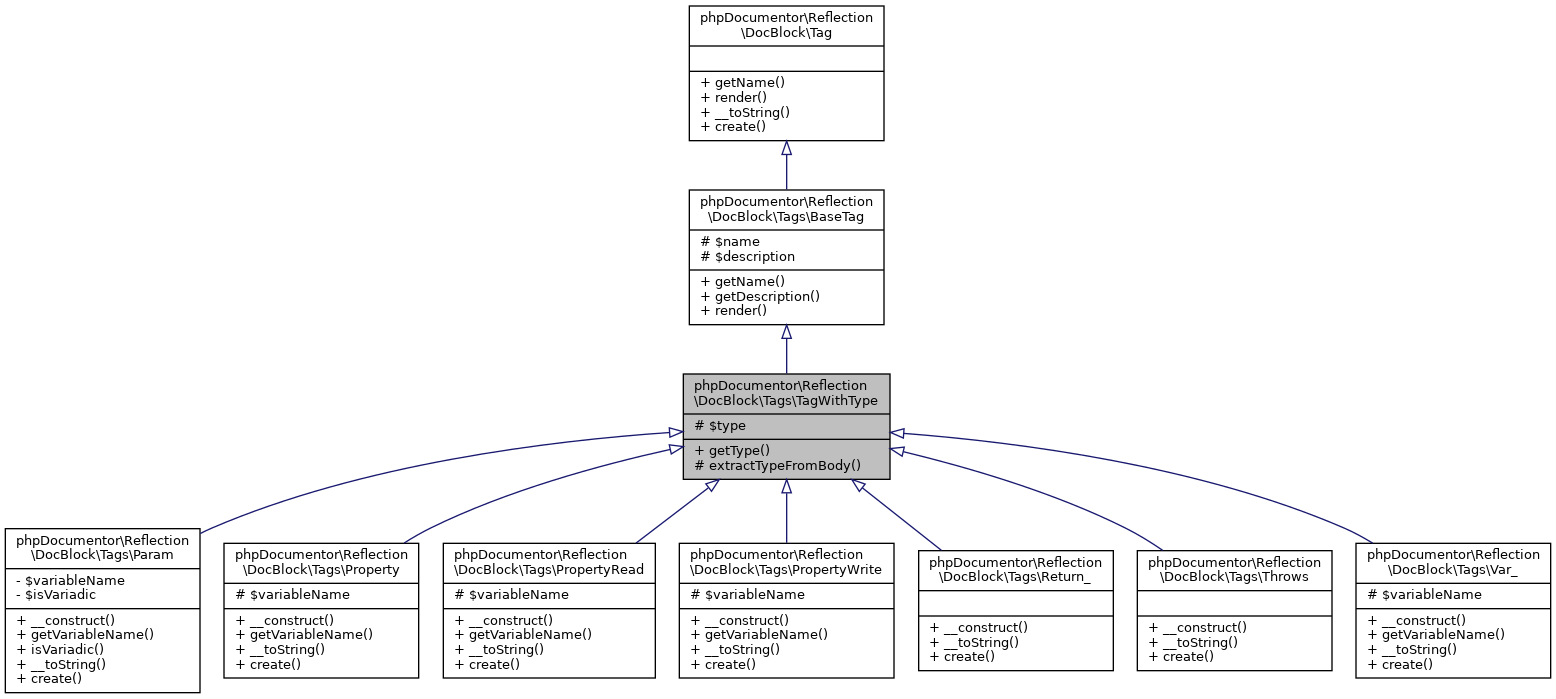 phpDocumentor\Reflection
\DocBlock\Tag
+ getName()
+ render()
+ __toString()
+ create()
phpDocumentor\Reflection
\DocBlock\Tags\BaseTag
# $name
# $description
+ getName()
+ getDescription()
+ render()
phpDocumentor\Reflection
\DocBlock\Tags\TagWithType
# $type
+ getType()
# extractTypeFromBody()
phpDocumentor\Reflection
\DocBlock\Tags\Param
- $variableName
- $isVariadic
+ __construct()
+ getVariableName()
+ isVariadic()
+ __toString()
+ create()
phpDocumentor\Reflection
\DocBlock\Tags\Property
# $variableName
+ __construct()
+ getVariableName()
+ __toString()
+ create()
phpDocumentor\Reflection
\DocBlock\Tags\PropertyRead
# $variableName
+ __construct()
+ getVariableName()
+ __toString()
+ create()
phpDocumentor\Reflection
\DocBlock\Tags\PropertyWrite
# $variableName
+ __construct()
+ getVariableName()
+ __toString()
+ create()
phpDocumentor\Reflection
\DocBlock\Tags\Return_
+ __construct()
+ __toString()
+ create()
phpDocumentor\Reflection
\DocBlock\Tags\Throws
+ __construct()
+ __toString()
+ create()
phpDocumentor\Reflection
\DocBlock\Tags\Var_
# $variableName
+ __construct()
+ getVariableName()
+ __toString()
+ create()